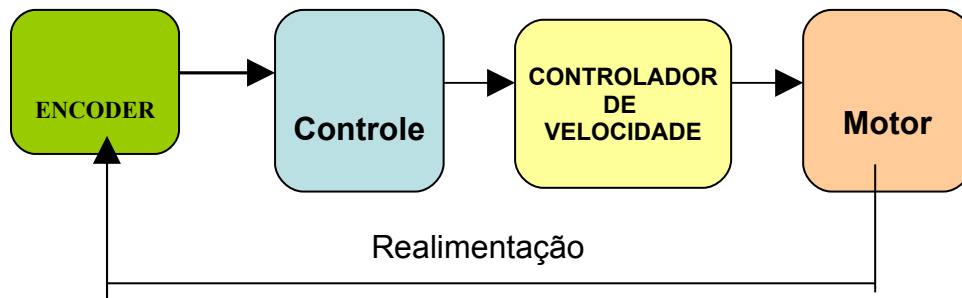 ENCODER
Controle
CONTROLADOR
DE
VELOCIDADE
Motor
Realimentação